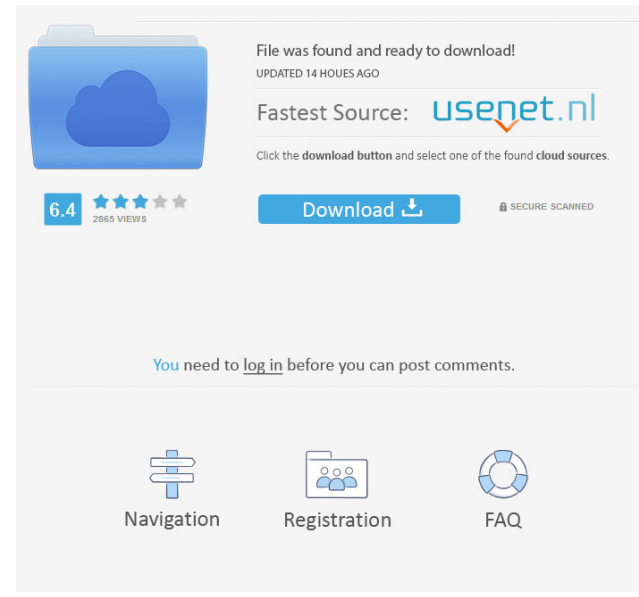 File was found and ready to download!
UPDATED 14 HOUES AGO
Fastest Source: usenet.nl
Click the download button and select one of the found cloud sources.
6.4
2865 VIEWS
Download
SECURE SCANNED
You need to log in before you can post comments.
Navigation
Registration
FAQ